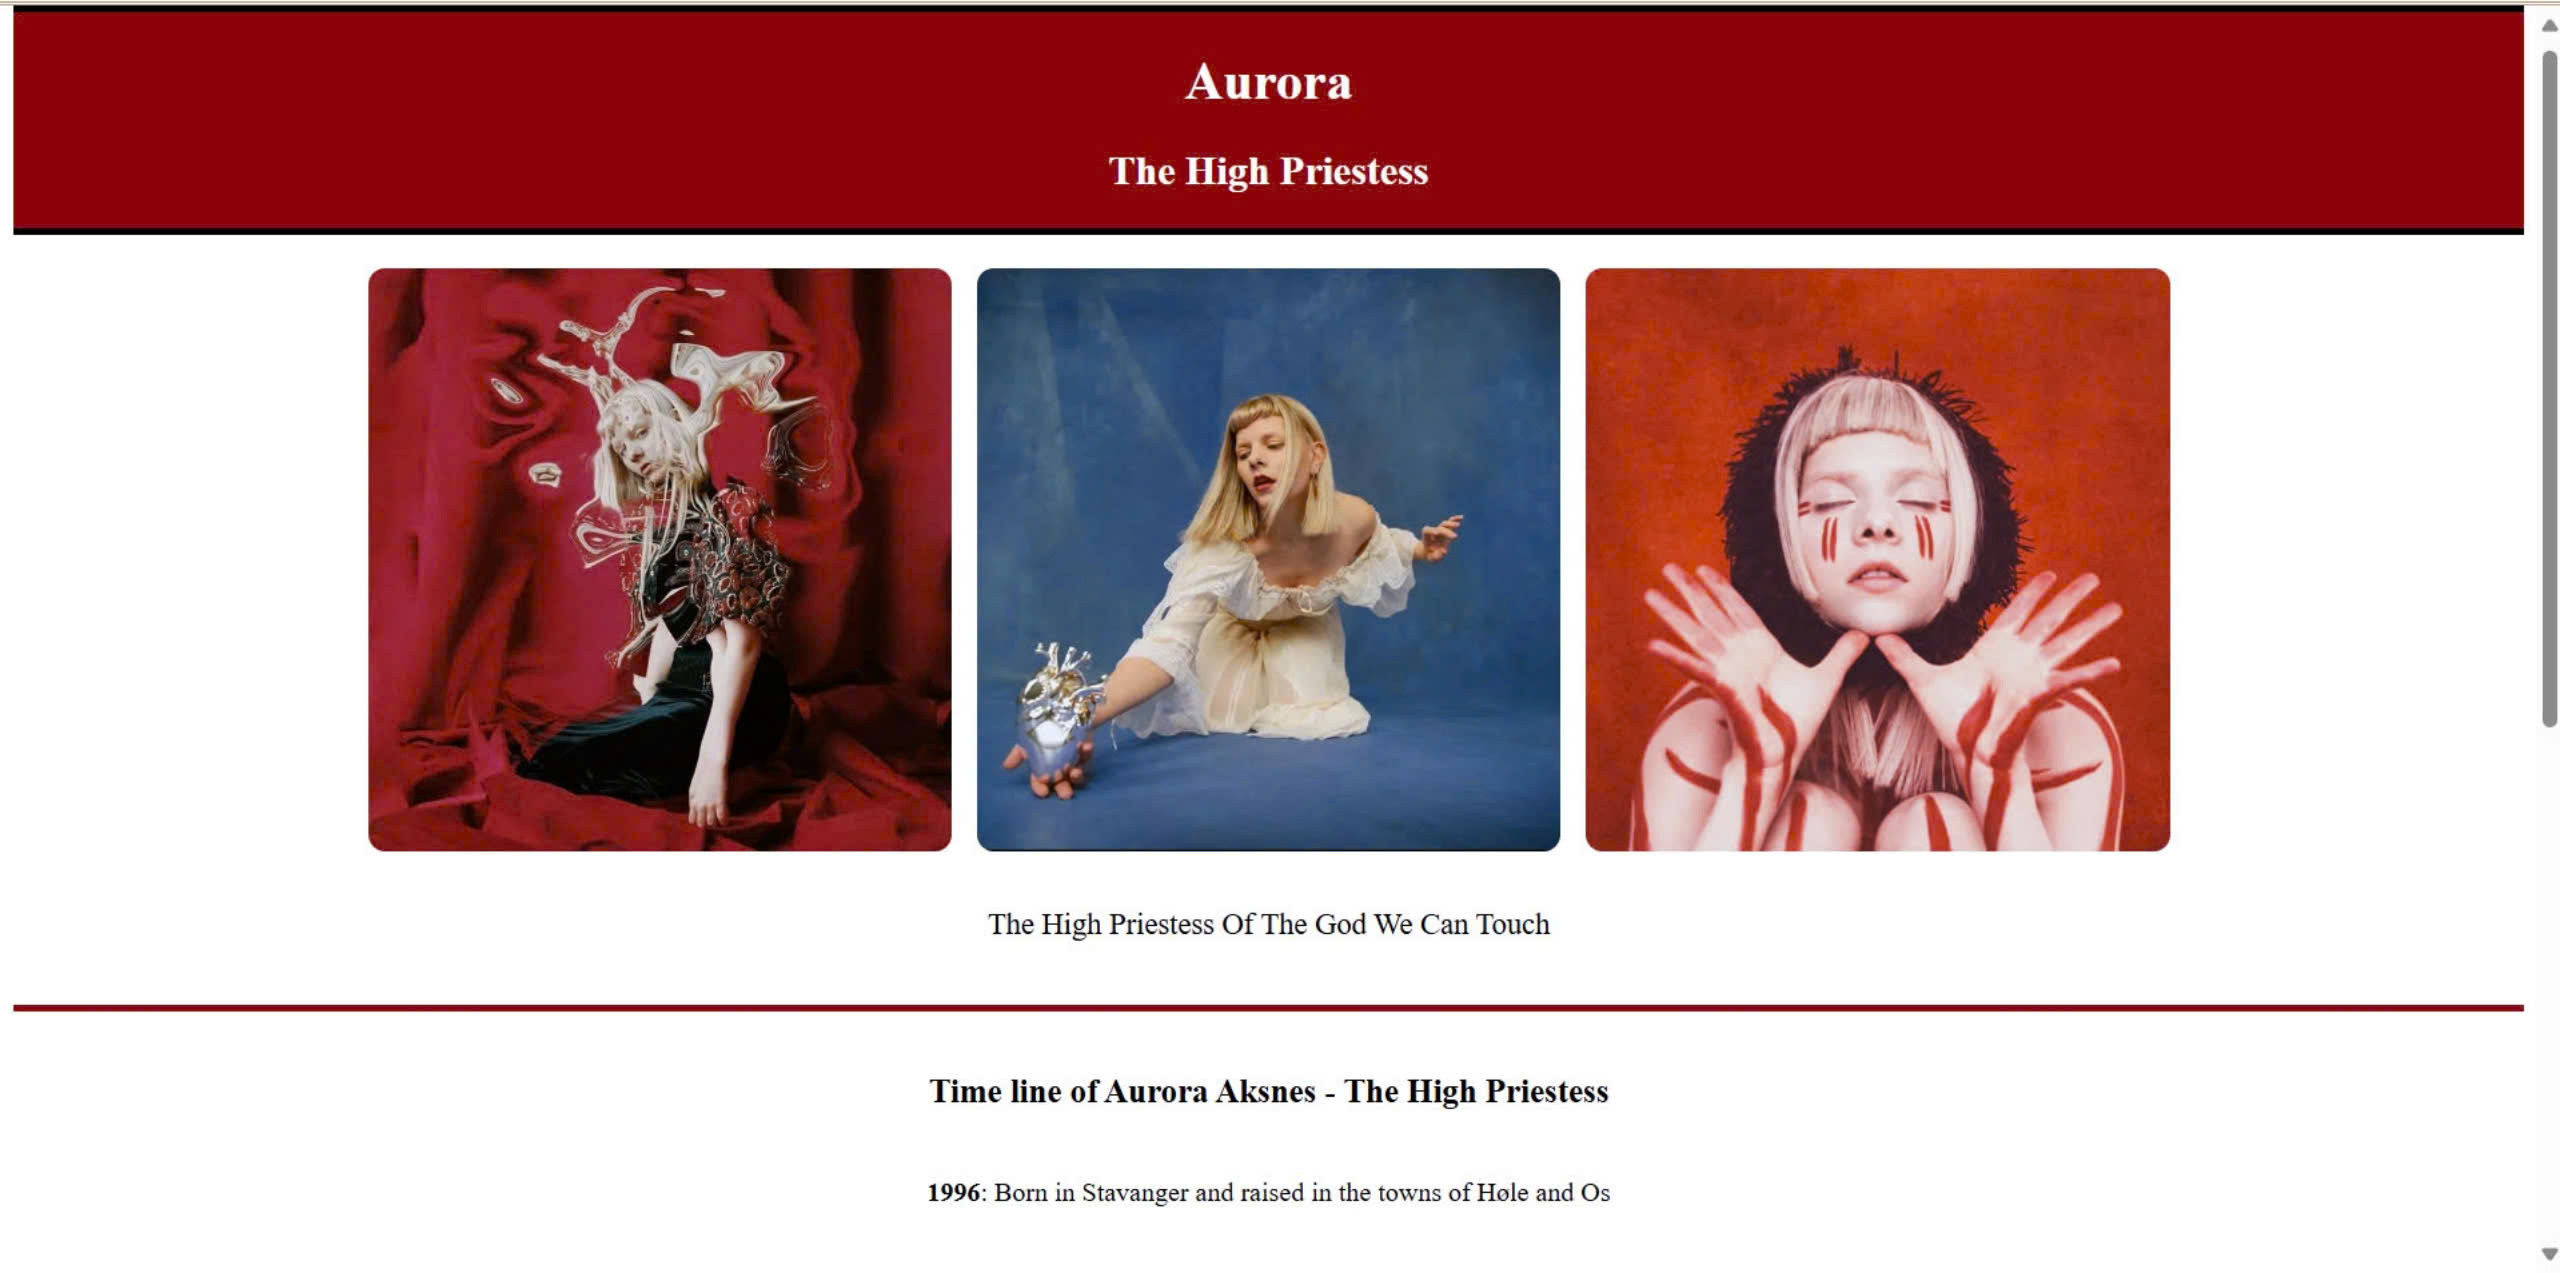 Aurora
The High Priestess
The High Priestess Of The God We Can Touch
Time line of Aurora Aksnes - The High Priestess
1996: Born in Stavanger and raised in the towns of Høle and Os